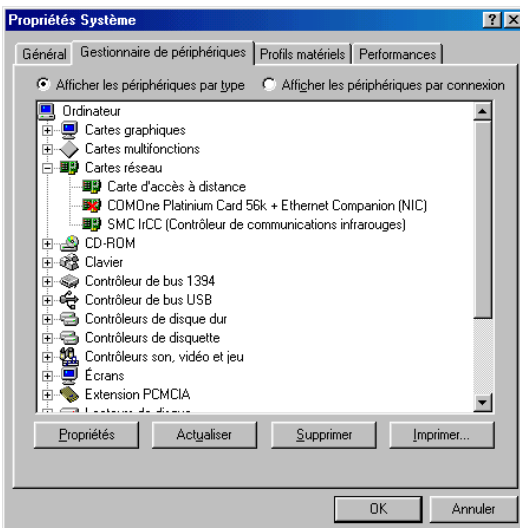 Propriétés Système
Général Gestionnaire de périphériques Profils matériels Performances
Afficher les périphériques par type Afficher les périphériques par connexion
Ordinateur
Cartes graphiques
Cartes multifonctions
Cartes réseau
Carte d'accès à distance
COMOne Platinium Card 56k + Ethernet Companion (NIC)
SMC IrCC (Contrôleur de communications infrarouges)
CD-ROM
Clavier
Contrôleur de bus 1394
Contrôleur de bus USB
Contrôleurs de disque dur
Contrôleurs de disquette
Contrôleurs son, vidéo et jeu
Écrans
Extension PCMCIA
Lecteurs de disque
Propriétés Actualiser Supprimer Imprimer...
OK Annuler